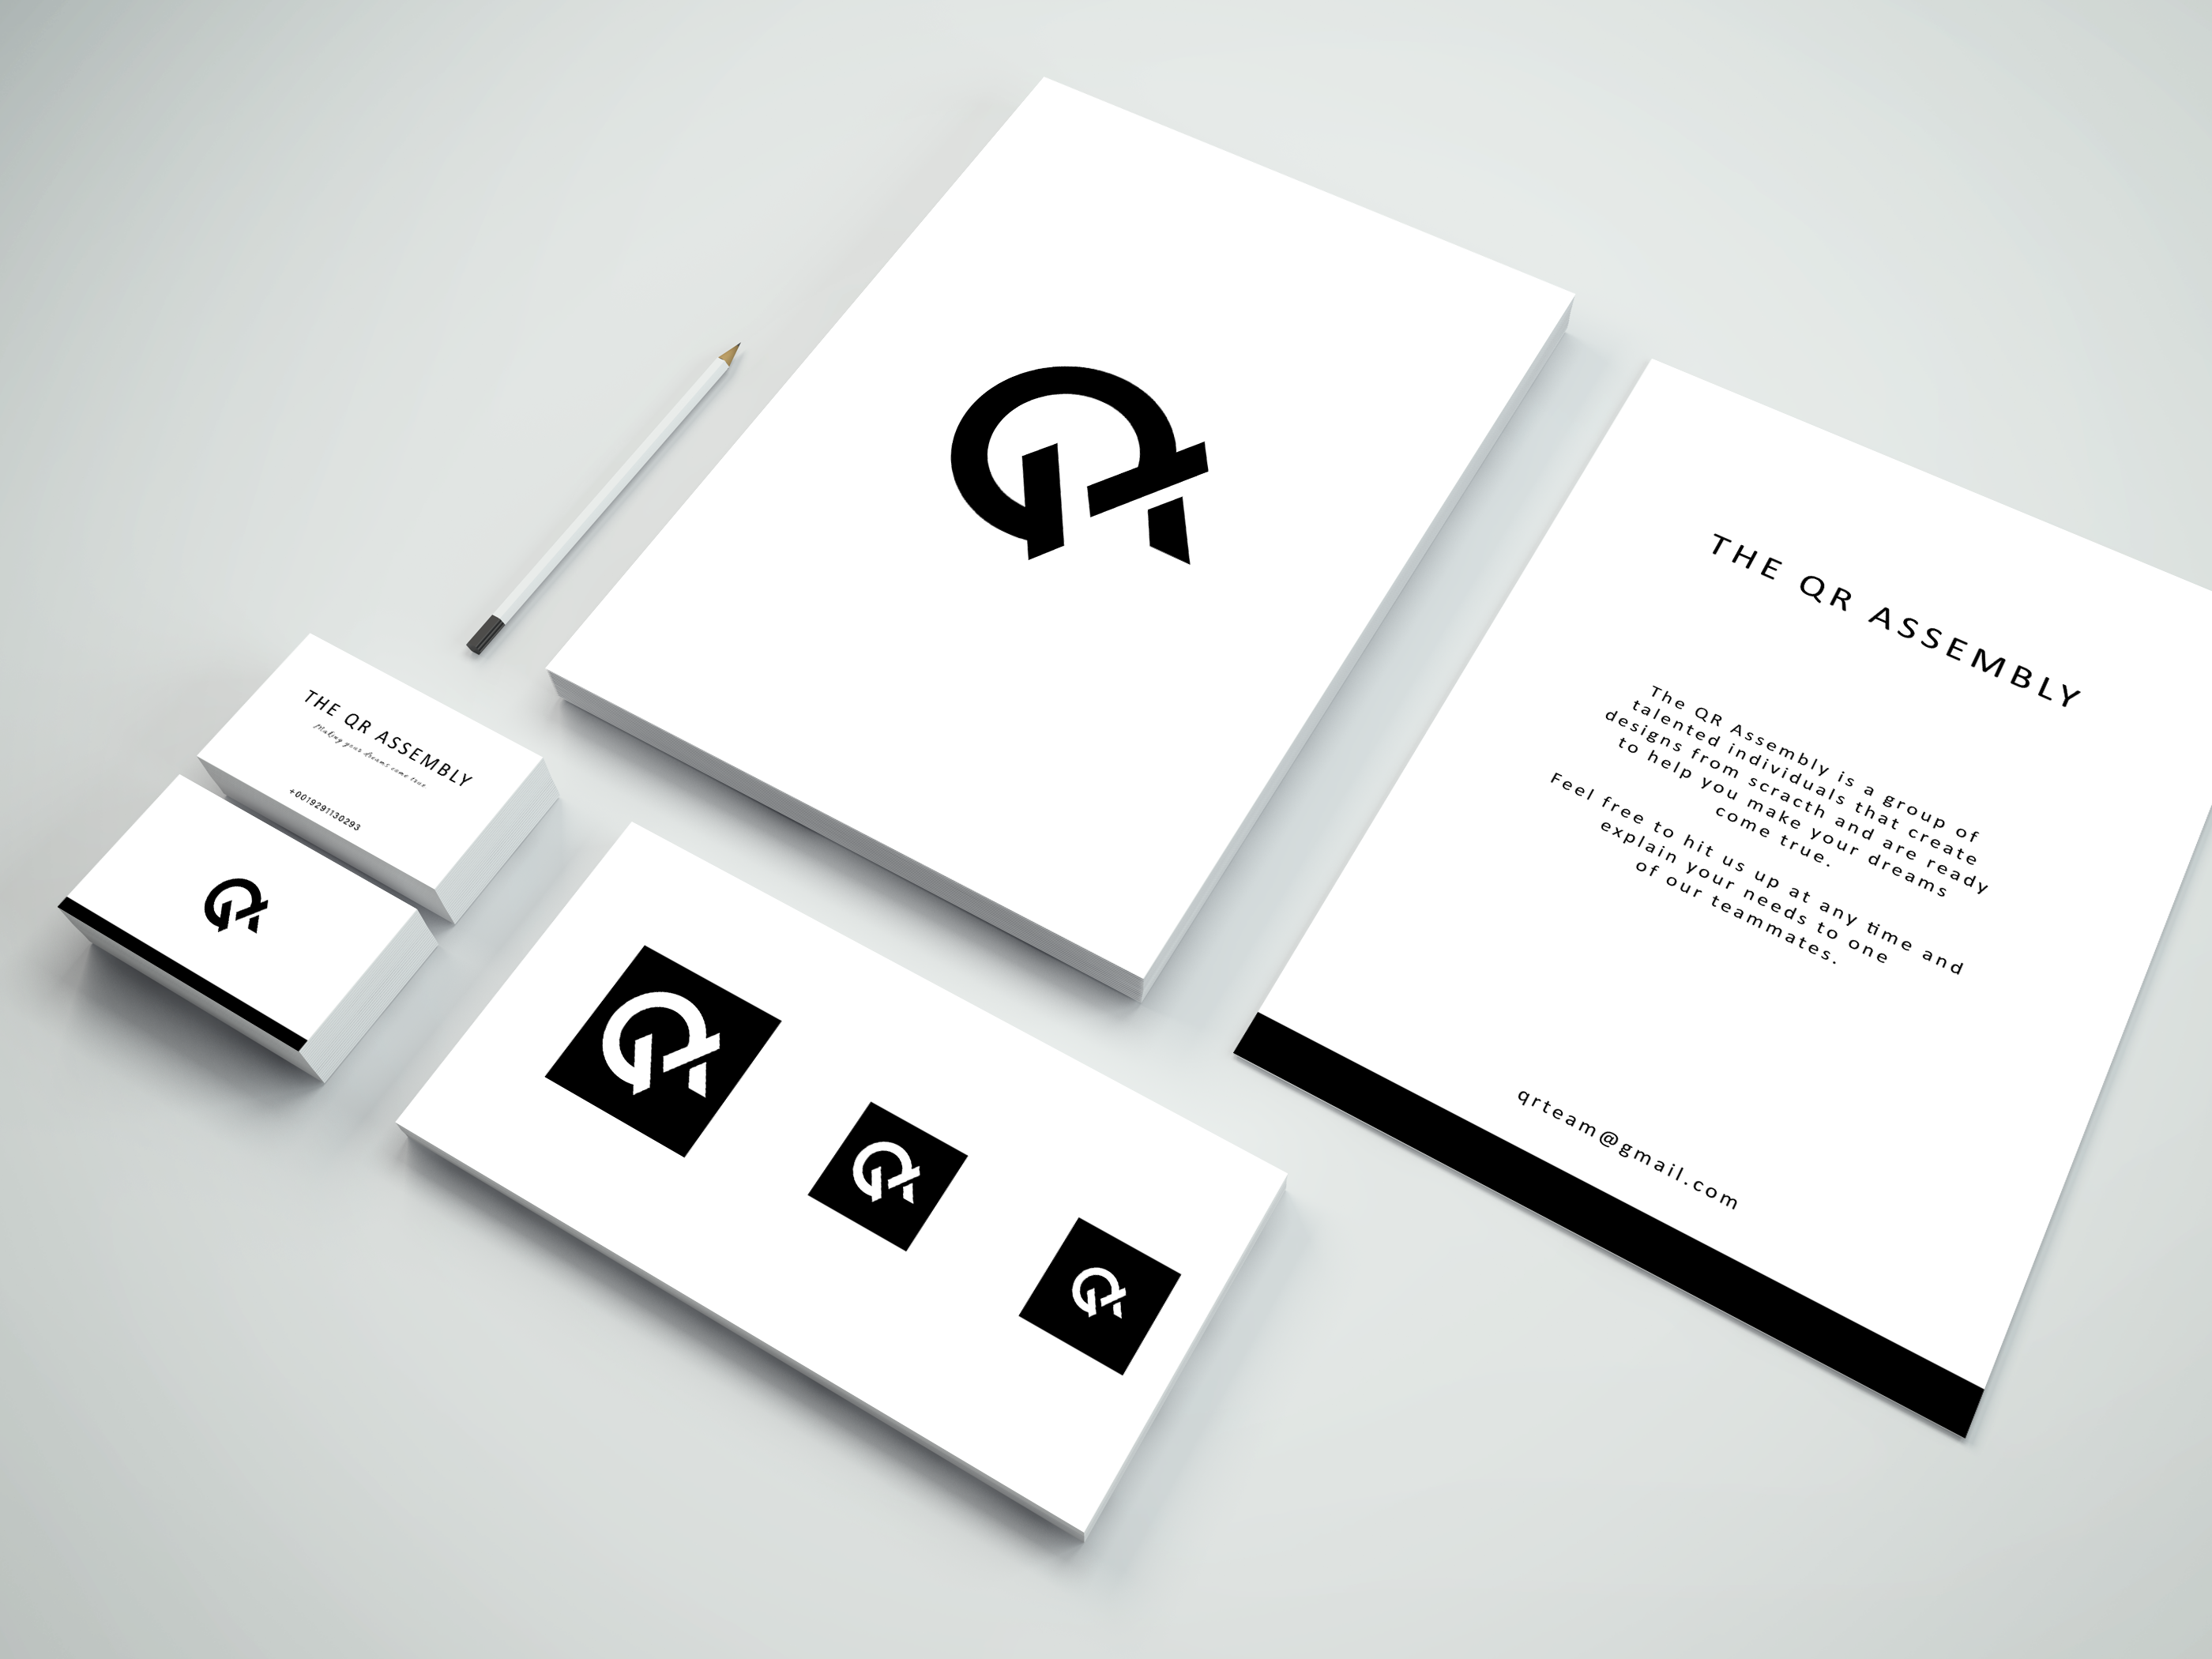 THE QR ASSEMBLY
Making your dreams come true
+0019291130293
THE QR ASSEMBLY
The QR Assembly is a group of
talented individuals that create
designs from scracth and are ready
to help you make your dreams
come true.
Feel free to hit us up at any time and
explain your needs to one
of our teammates.
qrteam@gmail.com